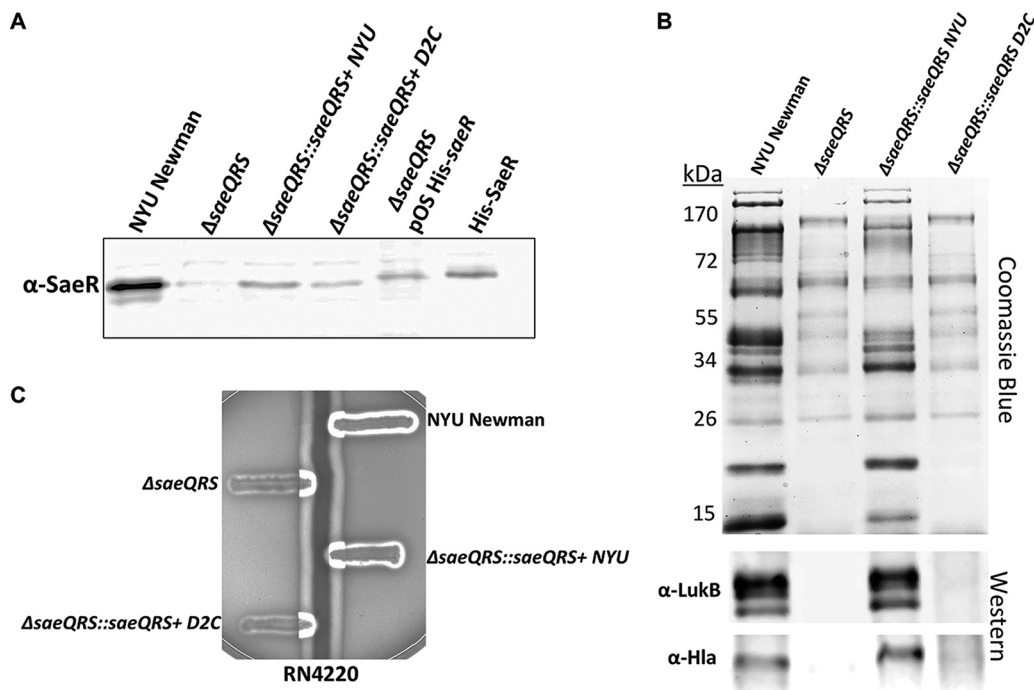 A
NYU Newman
ΔsaeQRS
ΔsaeQRS::saeQRS+ NYU
ΔsaeQRS::saeQRS+ D2C
ΔsaeQRS
pOS His-saeR
His-SaeR
α-SaeR
B
NYU Newman
ΔsaeQRS
ΔsaeQRS::saeQRS NYU
ΔsaeQRS::saeQRS D2C
kDa
170
72
55
34
26
15
Coomassie Blue
α-LukB
α-Hla
Western
C
NYU Newman
ΔsaeQRS
ΔsaeQRS::saeQRS+ NYU
ΔsaeQRS::saeQRS+ D2C
RN4220